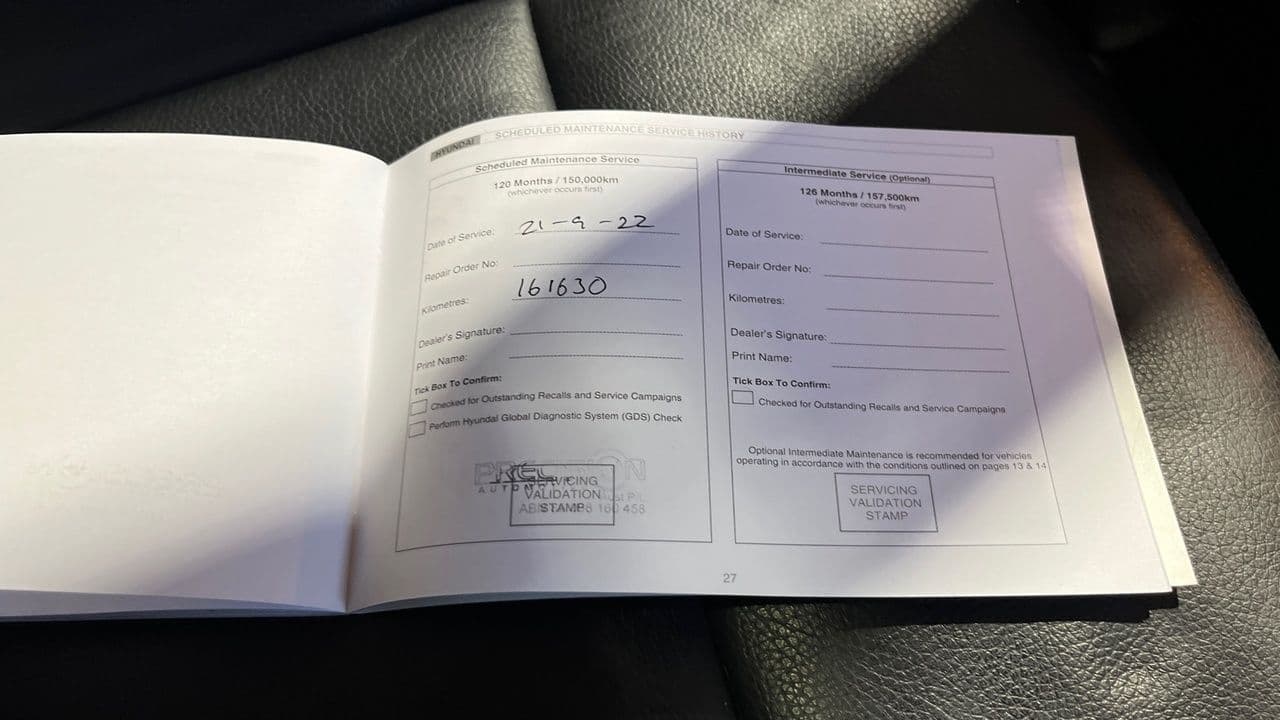 HYUNDAI
SCHEDULED MAINTENANCE SERVICE HISTORY
Scheduled Maintenance Service
120 Months / 150,000km
(whichever occurs first)
Date of Service: 21-9-22
Repair Order No:
Kilometres: 161630
Dealer's Signature:
Print Name:
Tick Box To Confirm:
Checked for Outstanding Recalls and Service Campaigns
Perform Hyundai Global Diagnostic System (GDS) Check
SERVICING
VALIDATION
STAMP
Intermediate Service (Optional)
126 Months / 157,500km
(whichever occurs first)
Date of Service:
Repair Order No:
Kilometres:
Dealer's Signature:
Print Name:
Tick Box To Confirm:
Checked for Outstanding Recalls and Service Campaigns
Optional Intermediate Maintenance is recommended for vehicles
operating in accordance with the conditions outlined on pages 13 & 14
SERVICING
VALIDATION
STAMP
27